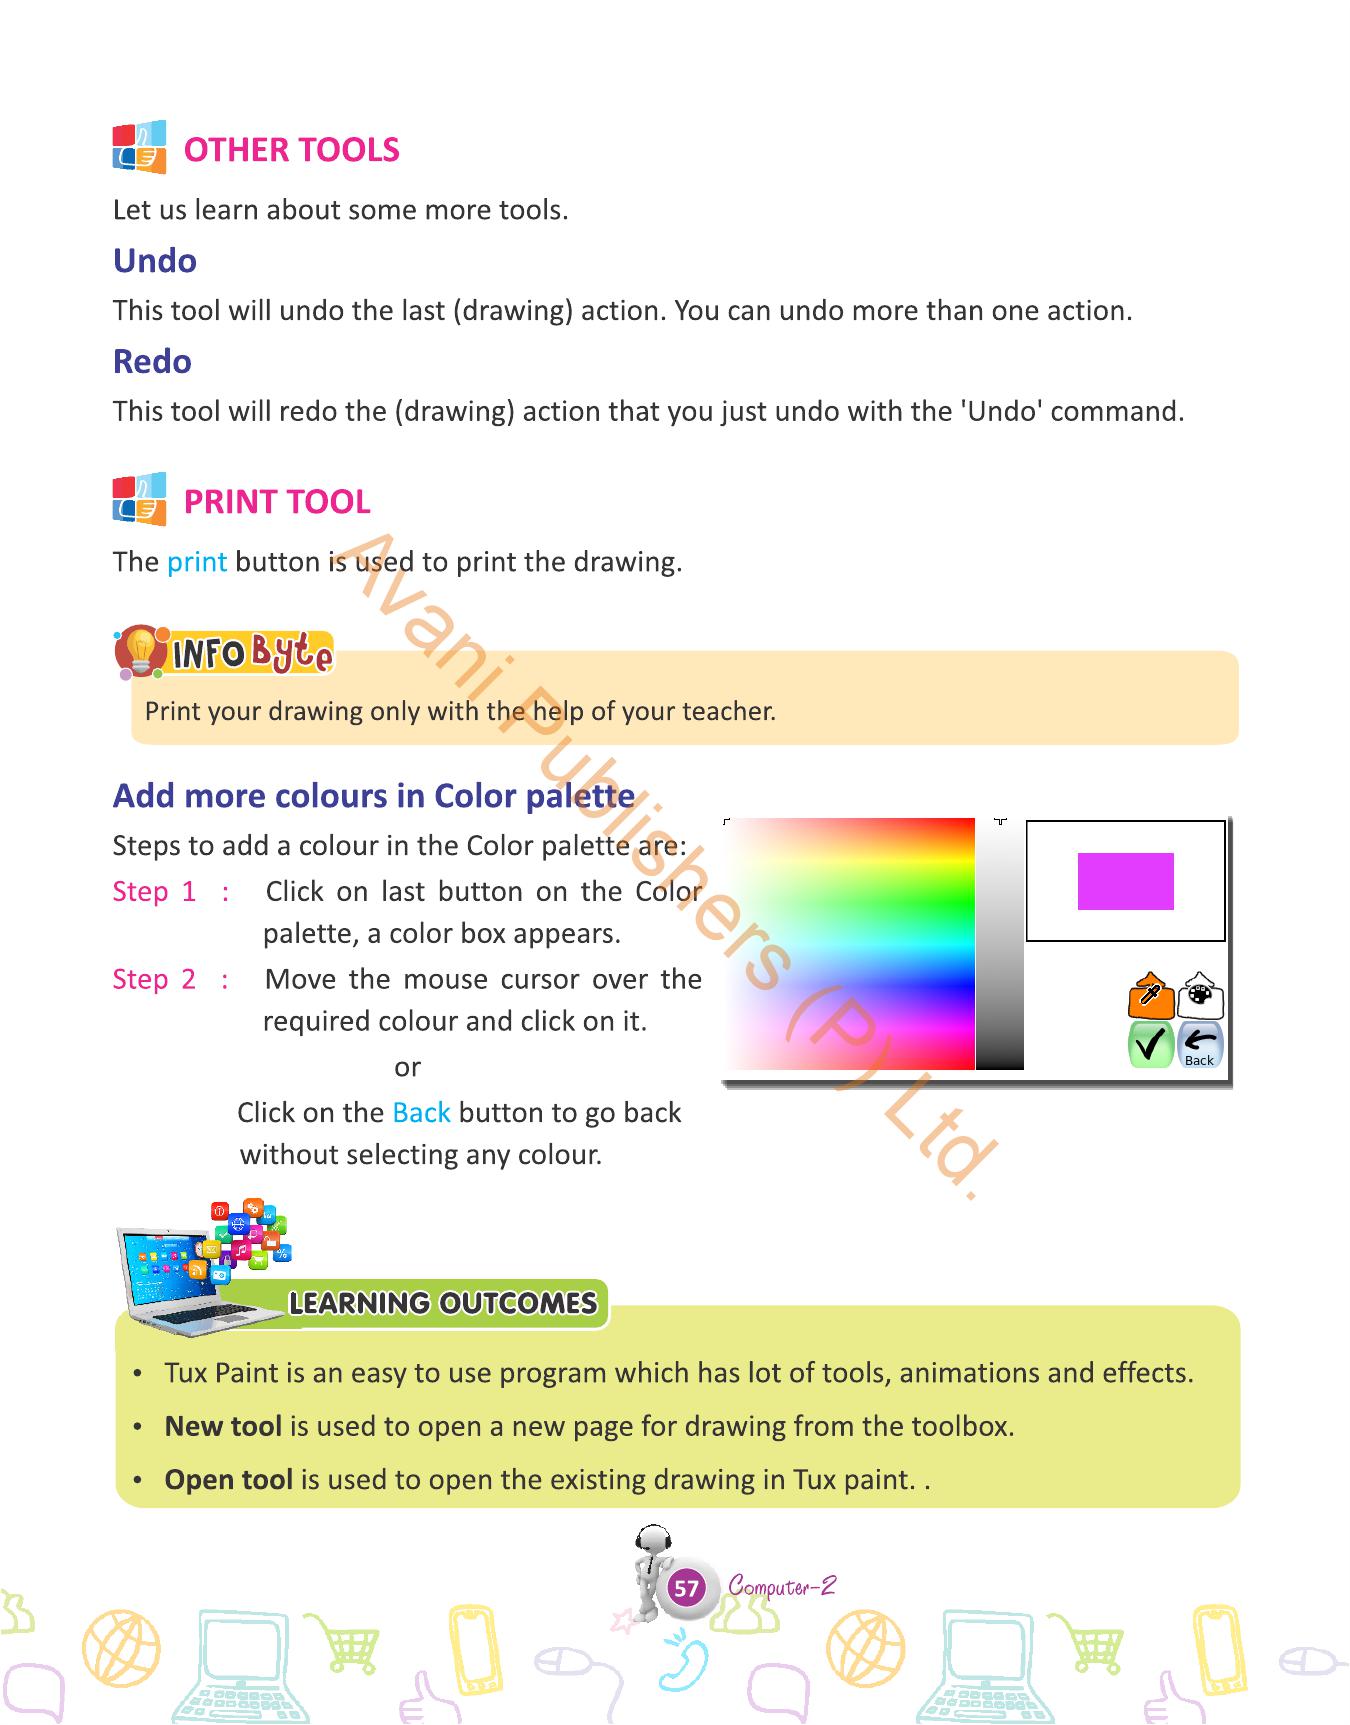 OTHER TOOLS
Let us learn about some more tools.
Undo
This tool will undo the last (drawing) action. You can undo more than one action.
Redo
This tool will redo the (drawing) action that you just undo with the 'Undo' command.
PRINT TOOL
The print button is used to print the drawing.
INFO Byte
Print your drawing only with the help of your teacher.
Add more colours in Color palette
Steps to add a colour in the Color palette are:
Step 1 : Click on last button on the Color
palette, a color box appears.
Step 2 : Move the mouse cursor over the
required colour and click on it.
or
Click on the Back button to go back
without selecting any colour.
Back
Avani Publishers (P) Ltd.
LEARNING OUTCOMES
• Tux Paint is an easy to use program which has lot of tools, animations and effects.
• New tool is used to open a new page for drawing from the toolbox.
• Open tool is used to open the existing drawing in Tux paint. .
57 Computer-2